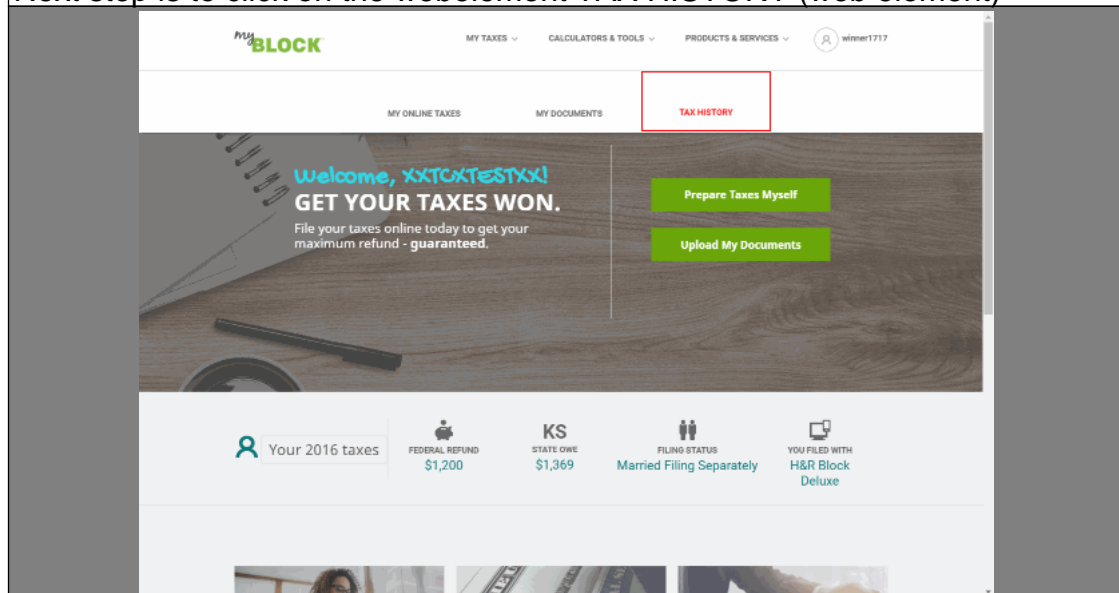 Next step is to click on the webelement TAX HISTORY (web element)
my BLOCK
MY TAXES
CALCULATORS & TOOLS
PRODUCTS & SERVICES
winner1717
MY ONLINE TAXES
MY DOCUMENTS
TAX HISTORY
Welcome, XXTCXTESTXX!
GET YOUR TAXES WON.
File your taxes online today to get your
maximum refund - guaranteed.
Prepare Taxes Myself
Upload My Documents
Your 2016 taxes
FEDERAL REFUND
$1,200
KS
STATE OWE
$1,369
FILING STATUS
Married Filing Separately
YOU FILED WITH
H&R Block
Deluxe